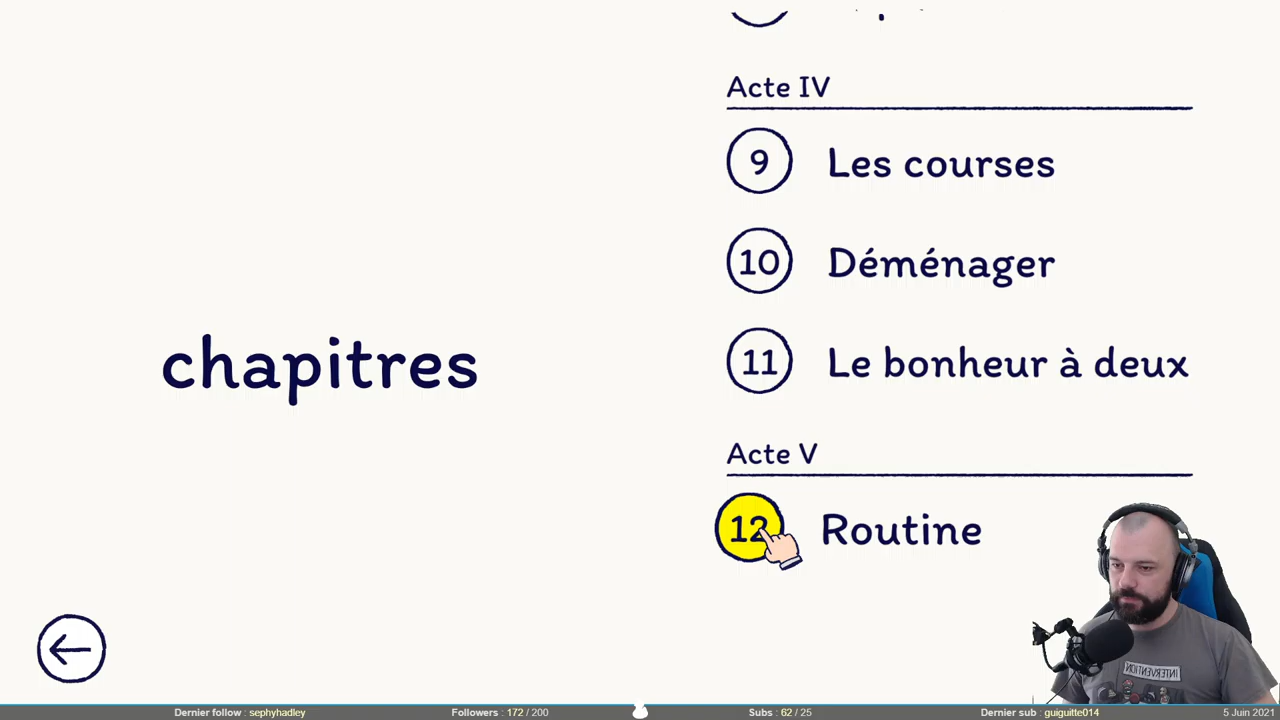 Acte IV
9 Les courses
10 Déménager
11 Le bonheur à deux
chapitres
Acte V
12 Routine
Dernier follow : sephyhadley Followers : 172 / 200 Subs : 62 / 25 Dernier sub : guiguitte014 5 Juin 2021